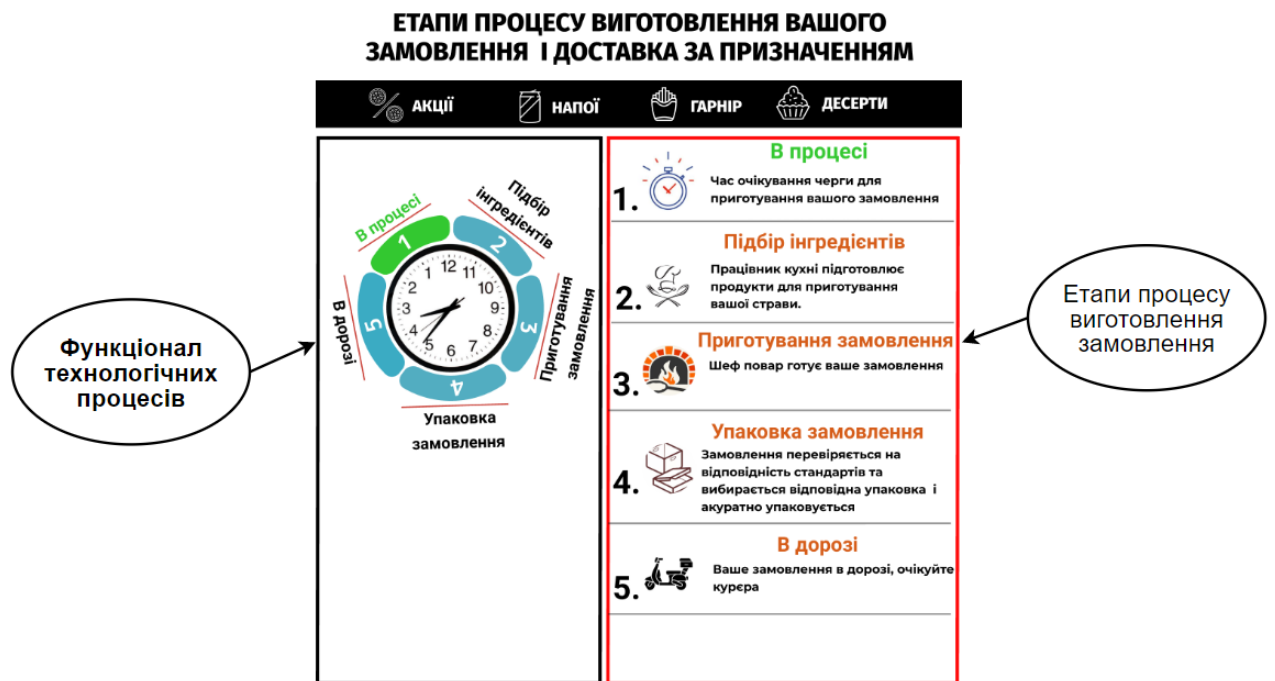 ЕТАПИ ПРОЦЕСУ ВИГОТОВЛЕННЯ ВАШОГО
ЗАМОВЛЕННЯ І ДОСТАВКА ЗА ПРИЗНАЧЕННЯМ
АКЦІЇ
НАПОЇ
ГАРНІР
ДЕСЕРТИ
Функціонал
технологічних
процесів
В процесі
Підбір
інгредієнтів
Приготування
замовлення
Упаковка
замовлення
В дорозі
1
2
3
4
5
12
11
10
9
8
7
6
5
4
3
2
1
В процесі
1.
Час очікування черги для
приготування вашого замовлення
Підбір інгредієнтів
2.
Працівник кухні підготовлює
продукти для приготування
вашої страви.
Приготування замовлення
3.
Шеф повар готує ваше замовлення
Упаковка замовлення
4.
Замовлення перевіряється на
відповідність стандартів та
вибирається відповідна упаковка і
акуратно упаковується
В дорозі
5.
Ваше замовлення в дорозі, очікуйте
курєра
Етапи процесу
виготовлення
замовлення